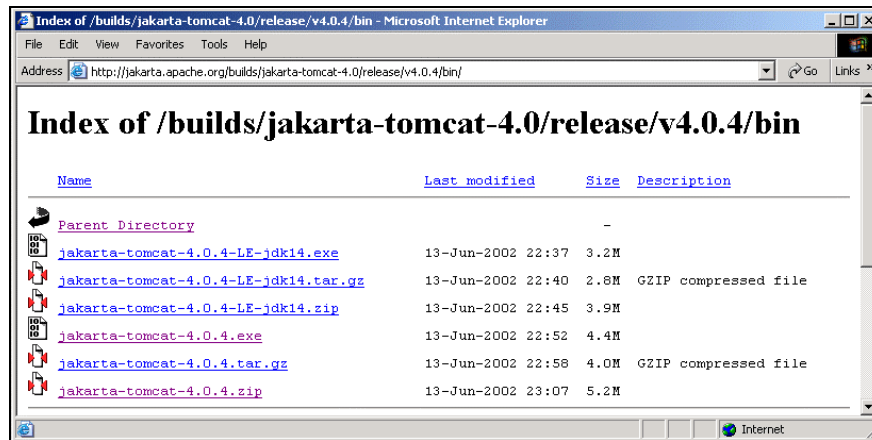 Index of /builds/jakarta-tomcat-4.0/release/v4.0.4/bin - Microsoft Internet Explorer
File Edit View Favorites Tools Help
Address http://jakarta.apache.org/builds/jakarta-tomcat-4.0/release/v4.0.4/bin/ Go Links »
Index of /builds/jakarta-tomcat-4.0/release/v4.0.4/bin
Name Last modified Size Description
Parent Directory -
jakarta-tomcat-4.0.4-LE-jdk14.exe 13-Jun-2002 22:37 3.2M
jakarta-tomcat-4.0.4-LE-jdk14.tar.gz 13-Jun-2002 22:40 2.8M GZIP compressed file
jakarta-tomcat-4.0.4-LE-jdk14.zip 13-Jun-2002 22:45 3.9M
jakarta-tomcat-4.0.4.exe 13-Jun-2002 22:52 4.4M
jakarta-tomcat-4.0.4.tar.gz 13-Jun-2002 22:58 4.0M GZIP compressed file
jakarta-tomcat-4.0.4.zip 13-Jun-2002 23:07 5.2M
Internet